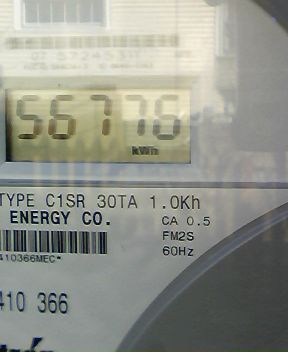 56776
kWh
TYPE C1SR 30TA 1.0Kh
ENERGY CO.
CA 0.5
FM2S
60Hz
410366MEC*
410 366